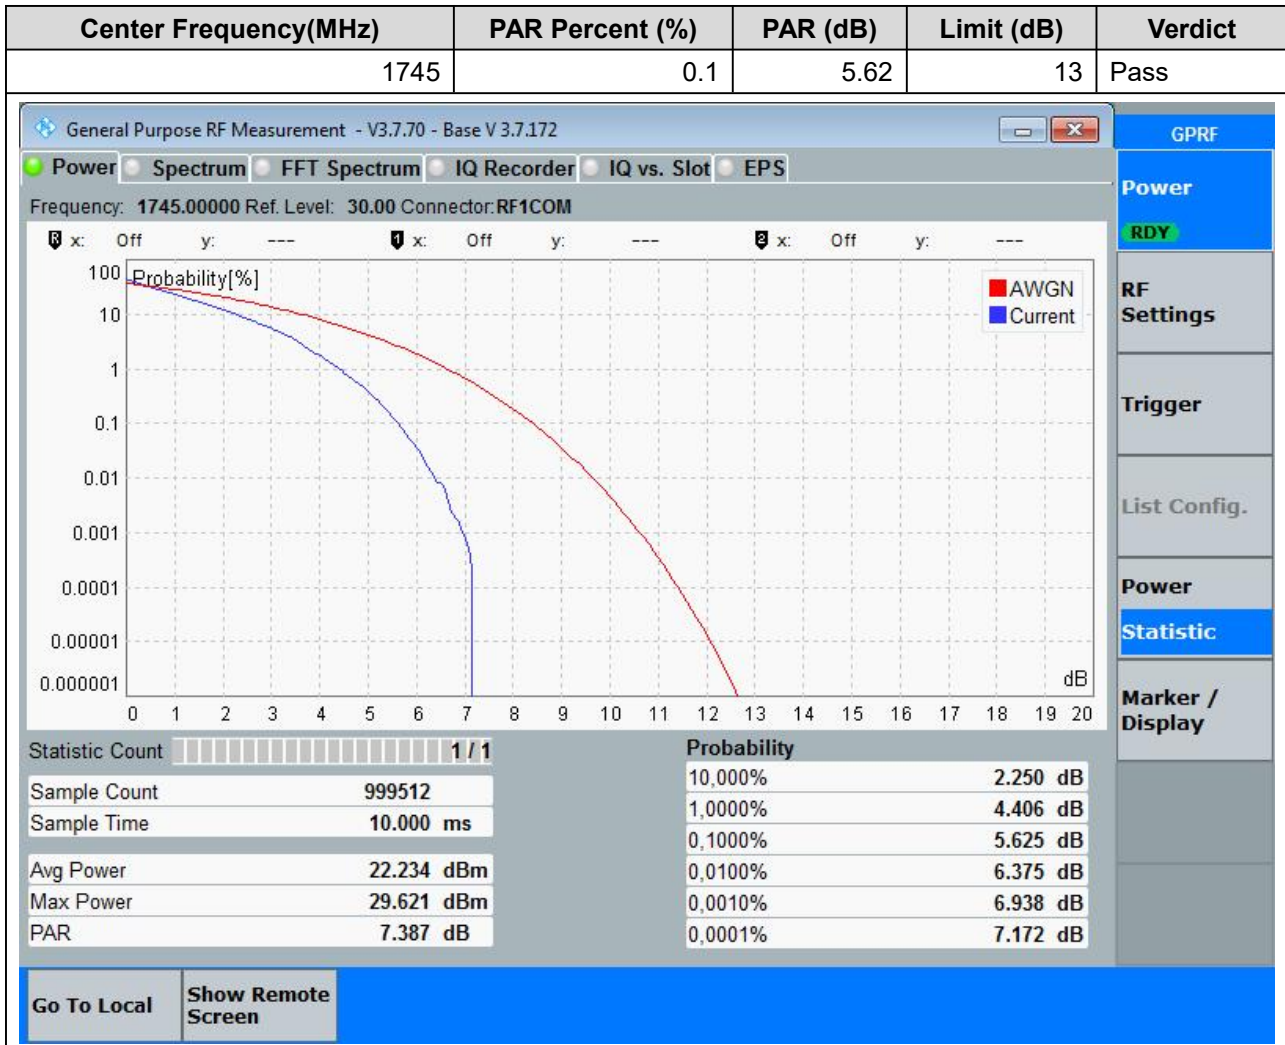 Center Frequency(MHz) PAR Percent (%) PAR (dB) Limit (dB) Verdict
1745 0.1 5.62 13 Pass
General Purpose RF Measurement - V3.7.70 - Base V 3.7.172
GPRF
Power Spectrum FFT Spectrum IQ Recorder IQ vs. Slot EPS
Frequency: 1745.00000 Ref. Level: 30.00 Connector:RF1COM
R x: Off y: --- 1 x: Off y: --- 2 x: Off y: ---
Probability[%]
AWGN
Current
100
10
1
0.1
0.01
0.001
0.0001
0.00001
0.000001
dB
0 1 2 3 4 5 6 7 8 9 10 11 12 13 14 15 16 17 18 19 20
Statistic Count 1 / 1
Sample Count 999512
Sample Time 10.000 ms
Avg Power 22.234 dBm
Max Power 29.621 dBm
PAR 7.387 dB
Probability
10,000% 2.250 dB
1,0000% 4.406 dB
0,1000% 5.625 dB
0,0100% 6.375 dB
0,0010% 6.938 dB
0,0001% 7.172 dB
Power
RDY
RF
Settings
Trigger
List Config.
Power
Statistic
Marker /
Display
Go To Local
Show Remote
Screen